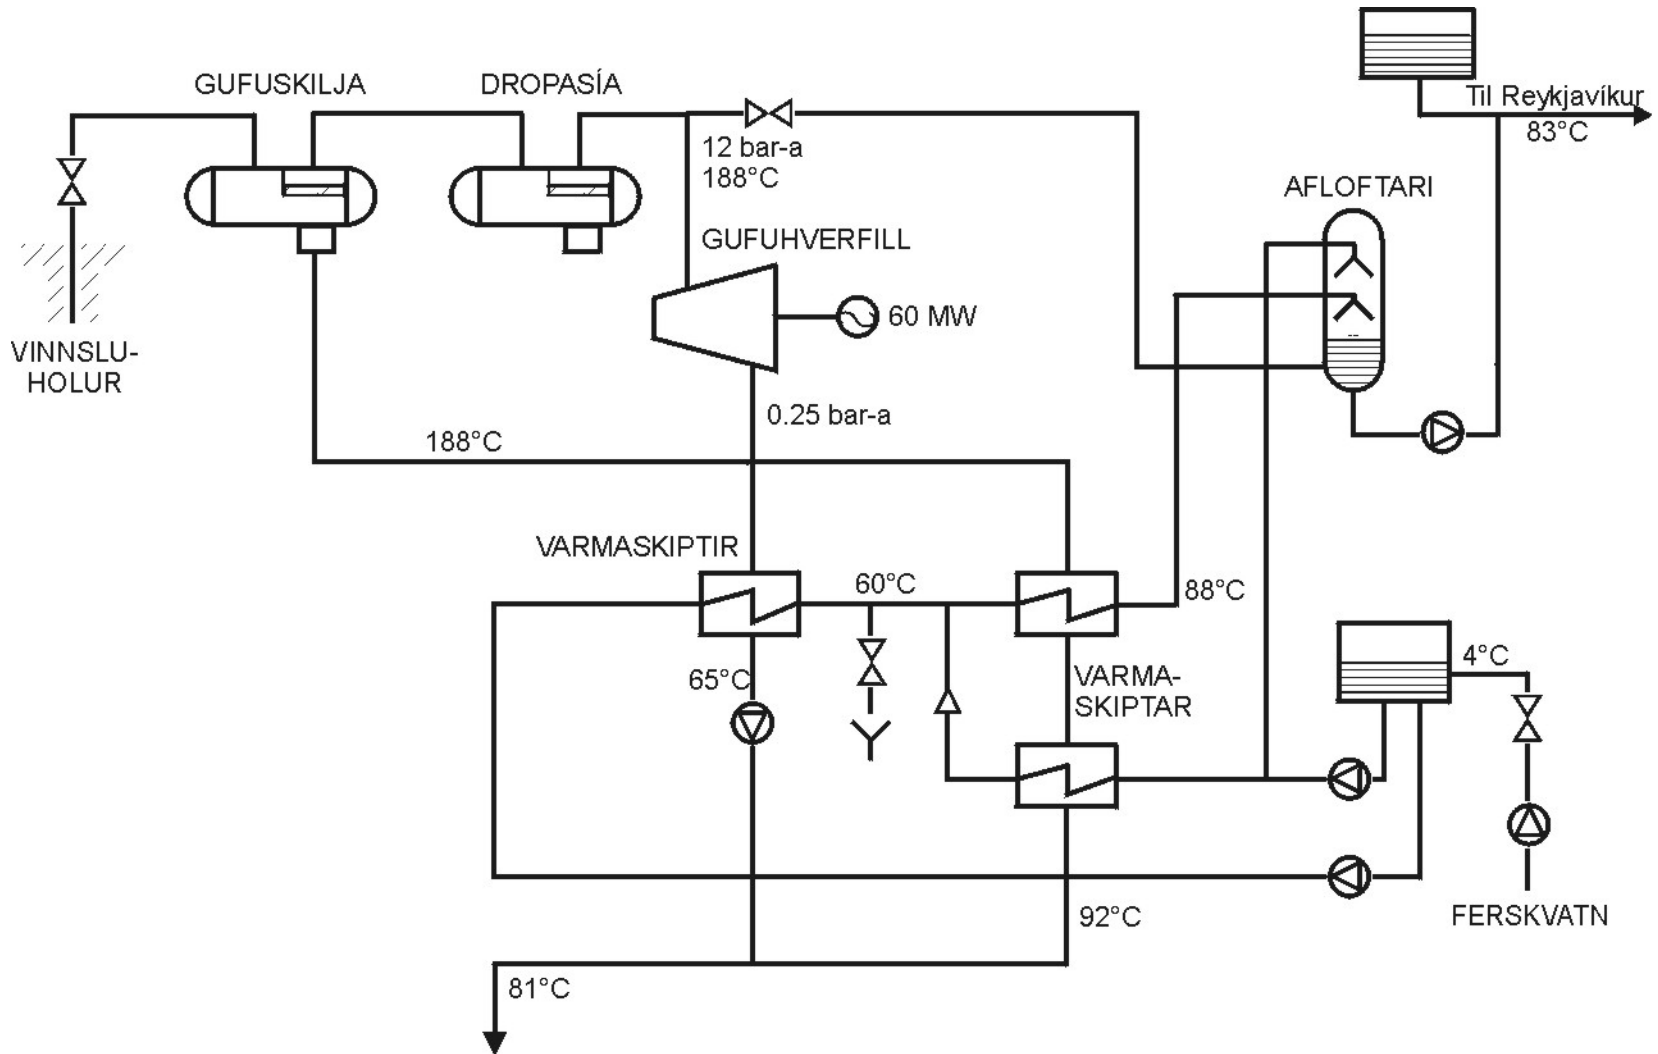 GUFUSKILJA
DROPASÍA
Til Reykjavíkur
83°C
12 bar-a
188°C
AFLOFTARI
GUFUHVERFILL
60 MW
VINNSLU-
HOLUR
0.25 bar-a
188°C
VARMASKIPTIR
60°C
88°C
65°C
VARMA-
SKIPTAR
4°C
92°C
FERSKVATN
81°C